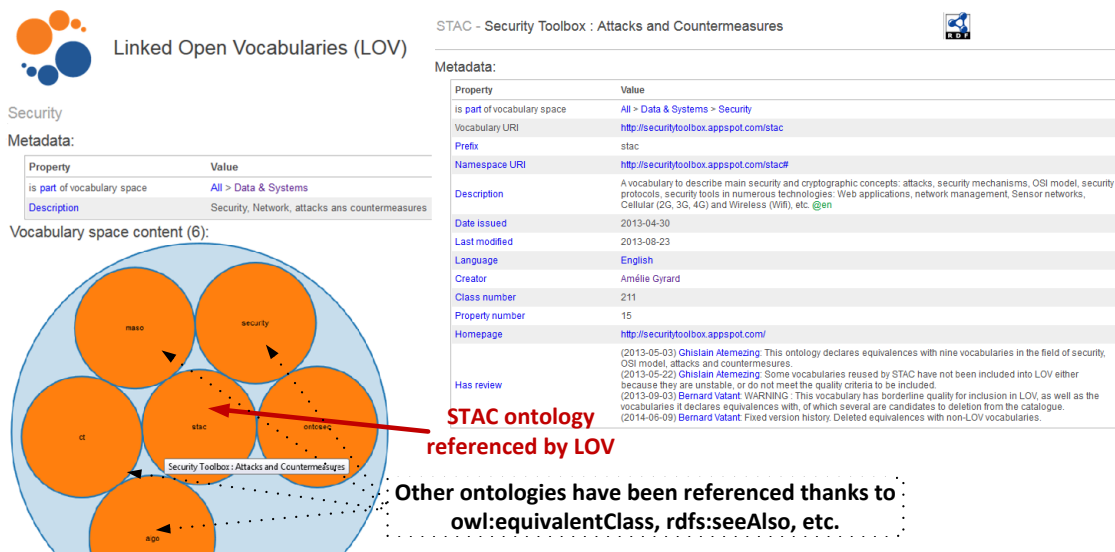 Linked Open Vocabularies (LOV)
Security
Metadata:
Property Value
is part of vocabulary space All > Data & Systems
Description Security, Network, attacks ans countermeasures
Vocabulary space content (6):
maso
security
ct
stac
ontosec
Security Toolbox : Attacks and Countermeasures
algo
STAC - Security Toolbox : Attacks and Countermeasures
RDF
Metadata:
Property Value
is part of vocabulary space All > Data & Systems > Security
Vocabulary URI http://securitytoolbox.appspot.com/stac
Prefix stac
Namespace URI http://securitytoolbox.appspot.com/stac#
Description
A vocabulary to describe main security and cryptographic concepts: attacks, security mechanisms, OSI model, security
protocols, security tools in numerous technologies: Web applications, network management, Sensor networks,
Cellular (2G, 3G, 4G) and Wireless (Wifi), etc. @en
Date issued 2013-04-30
Last modified 2013-08-23
Language English
Creator Amélie Gyrard
Class number 211
Property number 15
Homepage http://securitytoolbox.appspot.com/
Has review
(2013-05-03) Ghislain Atemezing: This ontology declares equivalences with nine vocabularies in the field of security,
OSI model, attacks and countermeasures.
(2013-05-22) Ghislain Atemezing: Some vocabularies reused by STAC have not been included into LOV either
because they are unstable, or do not meet the quality criteria to be included.
(2013-09-03) Bernard Vatant: WARNING : This vocabulary has borderline quality for inclusion in LOV, as well as the
vocabularies it declares equivalences with, of which several are candidates to deletion from the catalogue.
(2014-06-09) Bernard Vatant: Fixed version history. Deleted equivalences with non-LOV vocabularies.
STAC ontology
referenced by LOV
Other ontologies have been referenced thanks to
owl:equivalentClass, rdfs:seeAlso, etc.